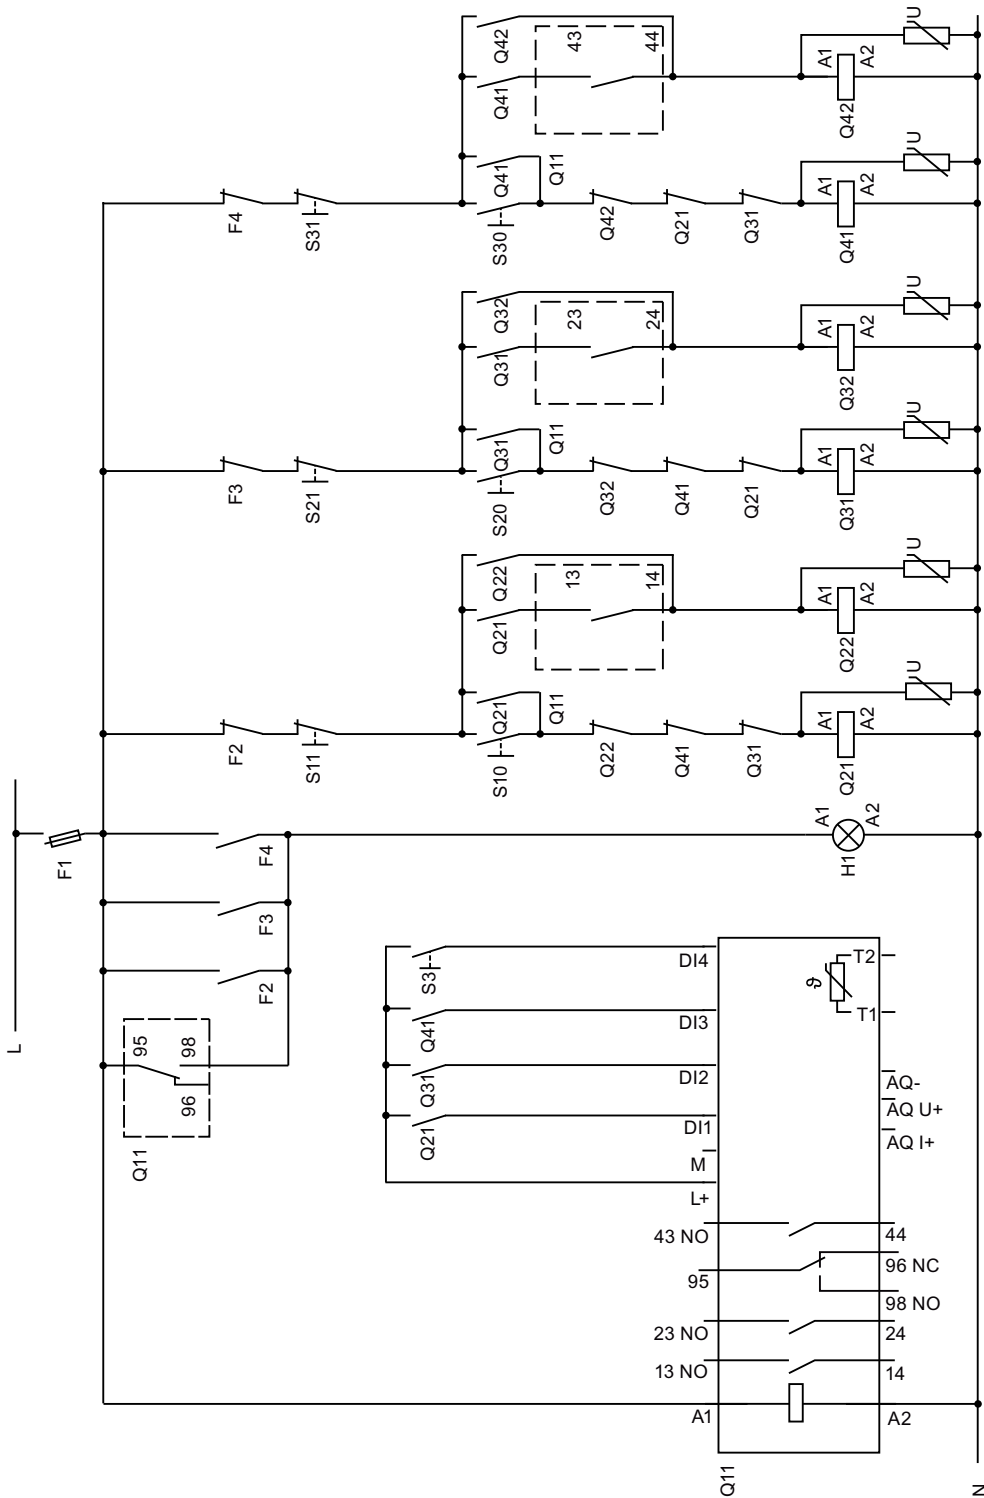 L
F1
Q11
95
96
98
F2
F3
F4
H1
A1
A2
F2
S11
S10
Q21
Q11
Q22
Q41
Q31
Q21
A1
A2
U
Q21
Q22
13
14
Q22
A1
A2
U
F3
S21
S20
Q31
Q11
Q32
Q41
Q21
Q31
A1
A2
U
Q31
Q32
23
24
Q32
A1
A2
U
F4
S31
S30
Q41
Q11
Q42
Q21
Q31
Q41
A1
A2
U
Q41
Q42
43
44
Q42
A1
A2
U
Q21
Q31
Q41
S3
Q11
A1
13 NO
23 NO
95
43 NO
L+
M
DI1
DI2
DI3
DI4
A2
14
24
98 NO
96 NC
44
AQ I+
AQ U+
AQ-
T1
T2
ϑ
N